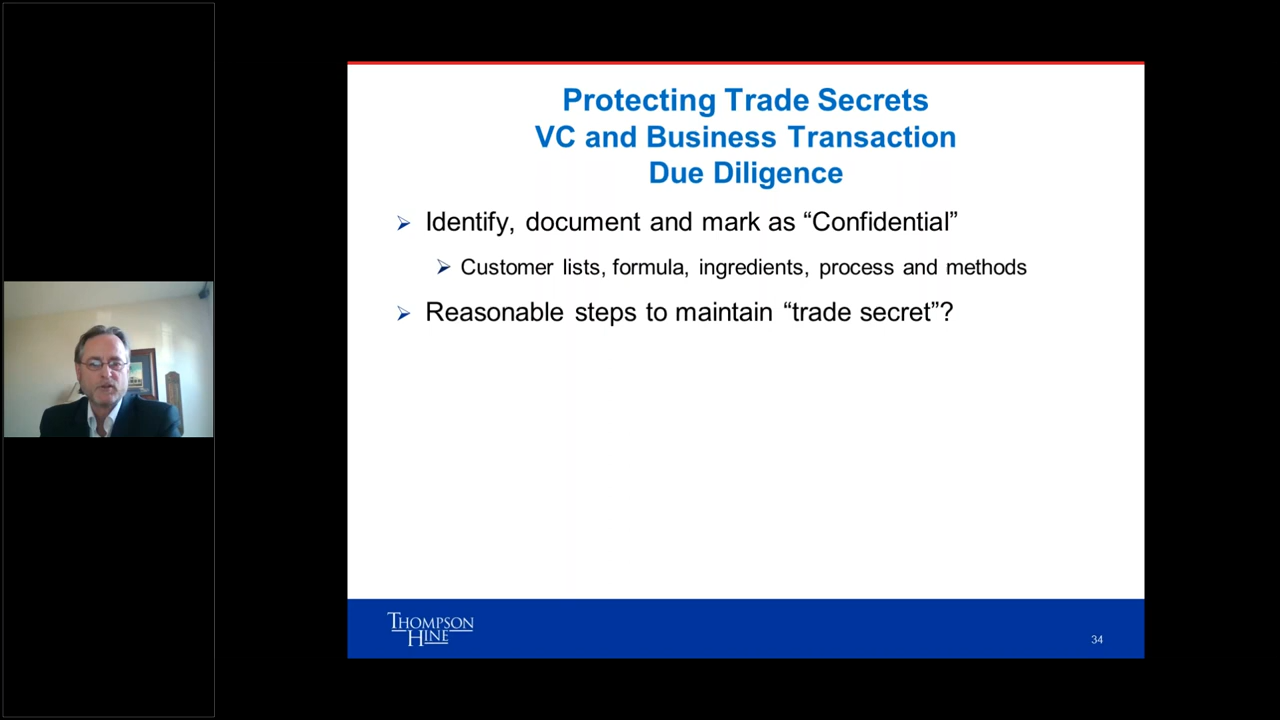 Protecting Trade Secrets
VC and Business Transaction
Due Diligence
Identify, document and mark as “Confidential”
Customer lists, formula, ingredients, process and methods
Reasonable steps to maintain “trade secret”?
THOMPSON
HINE
34